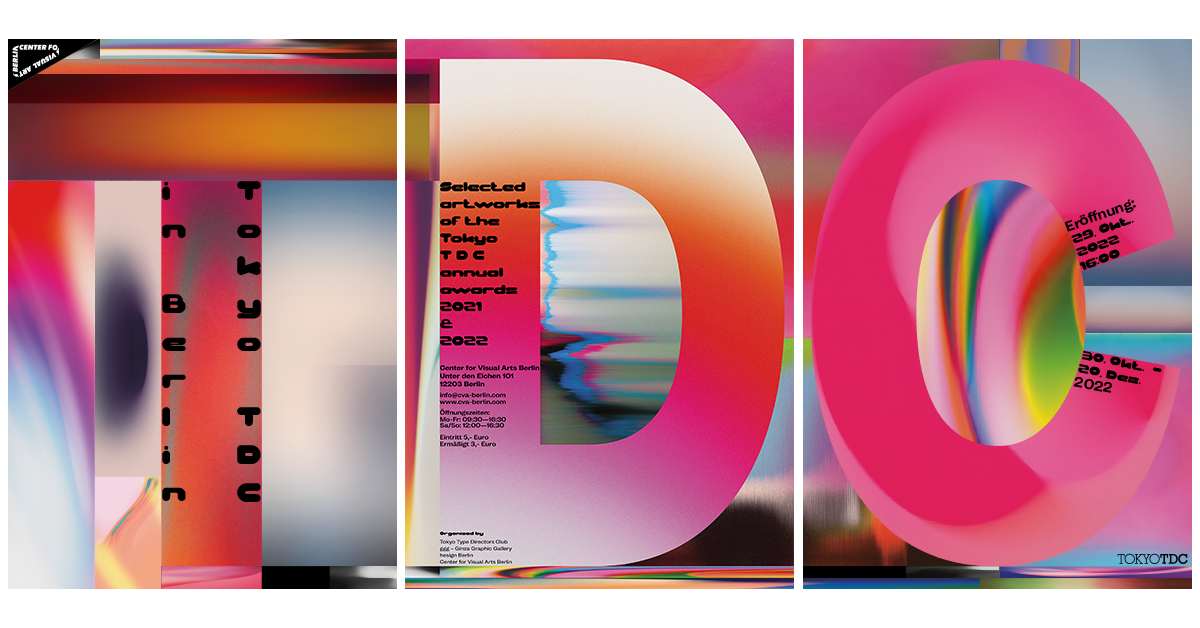 BERLIN
CENTER FO
VISUAL ART
T
in Berlin
Tokyo TDC
D
Selected
artworks
of the
Tokyo
TDC
annual
awards
2021
&
2022
Center for Visual Arts Berlin
Unter den Eichen 101
12203 Berlin
info@cva-berlin.com
www.cva-berlin.com
Öffnungszeiten:
Mo-Fr: 09:30—16:30
Sa/So: 12:00—16:30
Eintritt 5,- Euro
Ermäßigt 3,- Euro
Organized by
Tokyo Type Directors Club
ggg – Ginza Graphic Gallery
hesign Berlin
Center for Visual Arts Berlin
C
Eröffnung:
29. Okt.
2022
16:00
30. Okt. –
20. Dez.
2022
TOKYOTDC